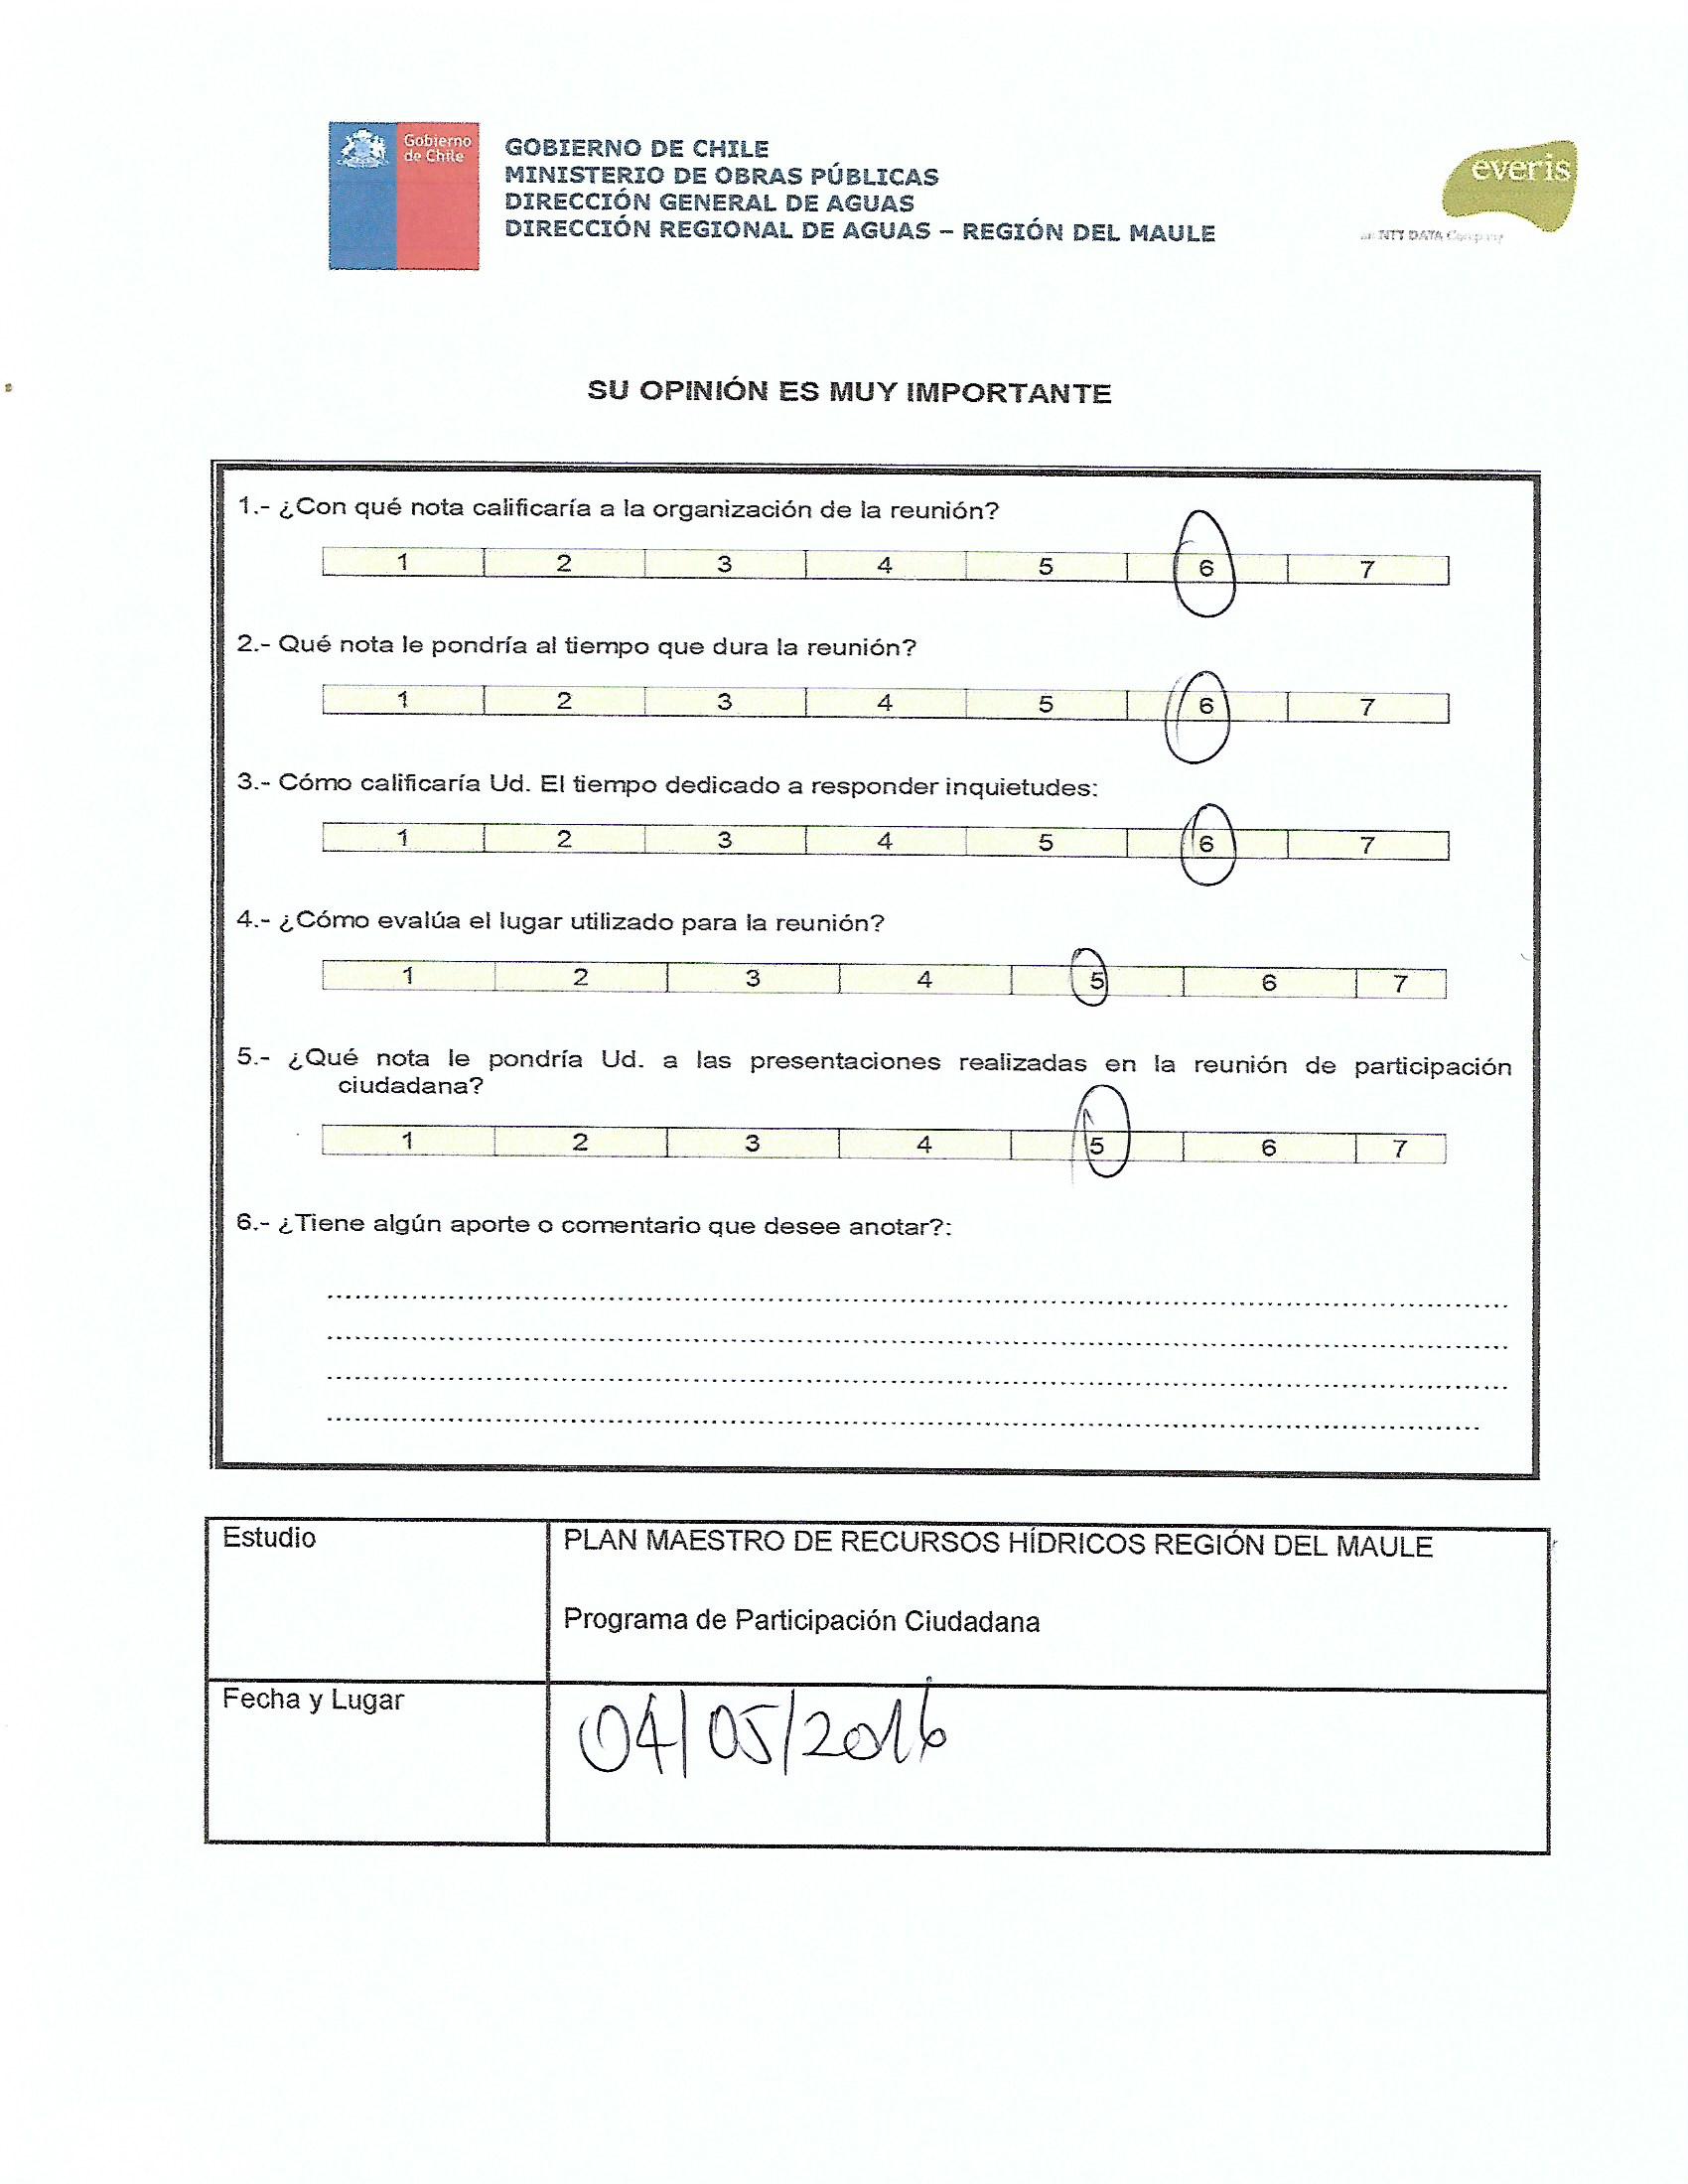 Gobierno
de Chile
GOBIERNO DE CHILE
MINISTERIO DE OBRAS PÚBLICAS
DIRECCIÓN GENERAL DE AGUAS
DIRECCIÓN REGIONAL DE AGUAS – REGIÓN DEL MAULE
everis
an NTT DATA Company
SU OPINIÓN ES MUY IMPORTANTE
1.- ¿Con qué nota calificaría a la organización de la reunión?
1 2 3 4 5 6 7
2.- Qué nota le pondría al tiempo que dura la reunión?
1 2 3 4 5 6 7
3.- Cómo calificaría Ud. El tiempo dedicado a responder inquietudes:
1 2 3 4 5 6 7
4.- ¿Cómo evalúa el lugar utilizado para la reunión?
1 2 3 4 5 6 7
5.- ¿Qué nota le pondría Ud. a las presentaciones realizadas en la reunión de participación
ciudadana?
1 2 3 4 5 6 7
6.- ¿Tiene algún aporte o comentario que desee anotar?:
Estudio PLAN MAESTRO DE RECURSOS HÍDRICOS REGIÓN DEL MAULE
Programa de Participación Ciudadana
Fecha y Lugar 04/05/2016